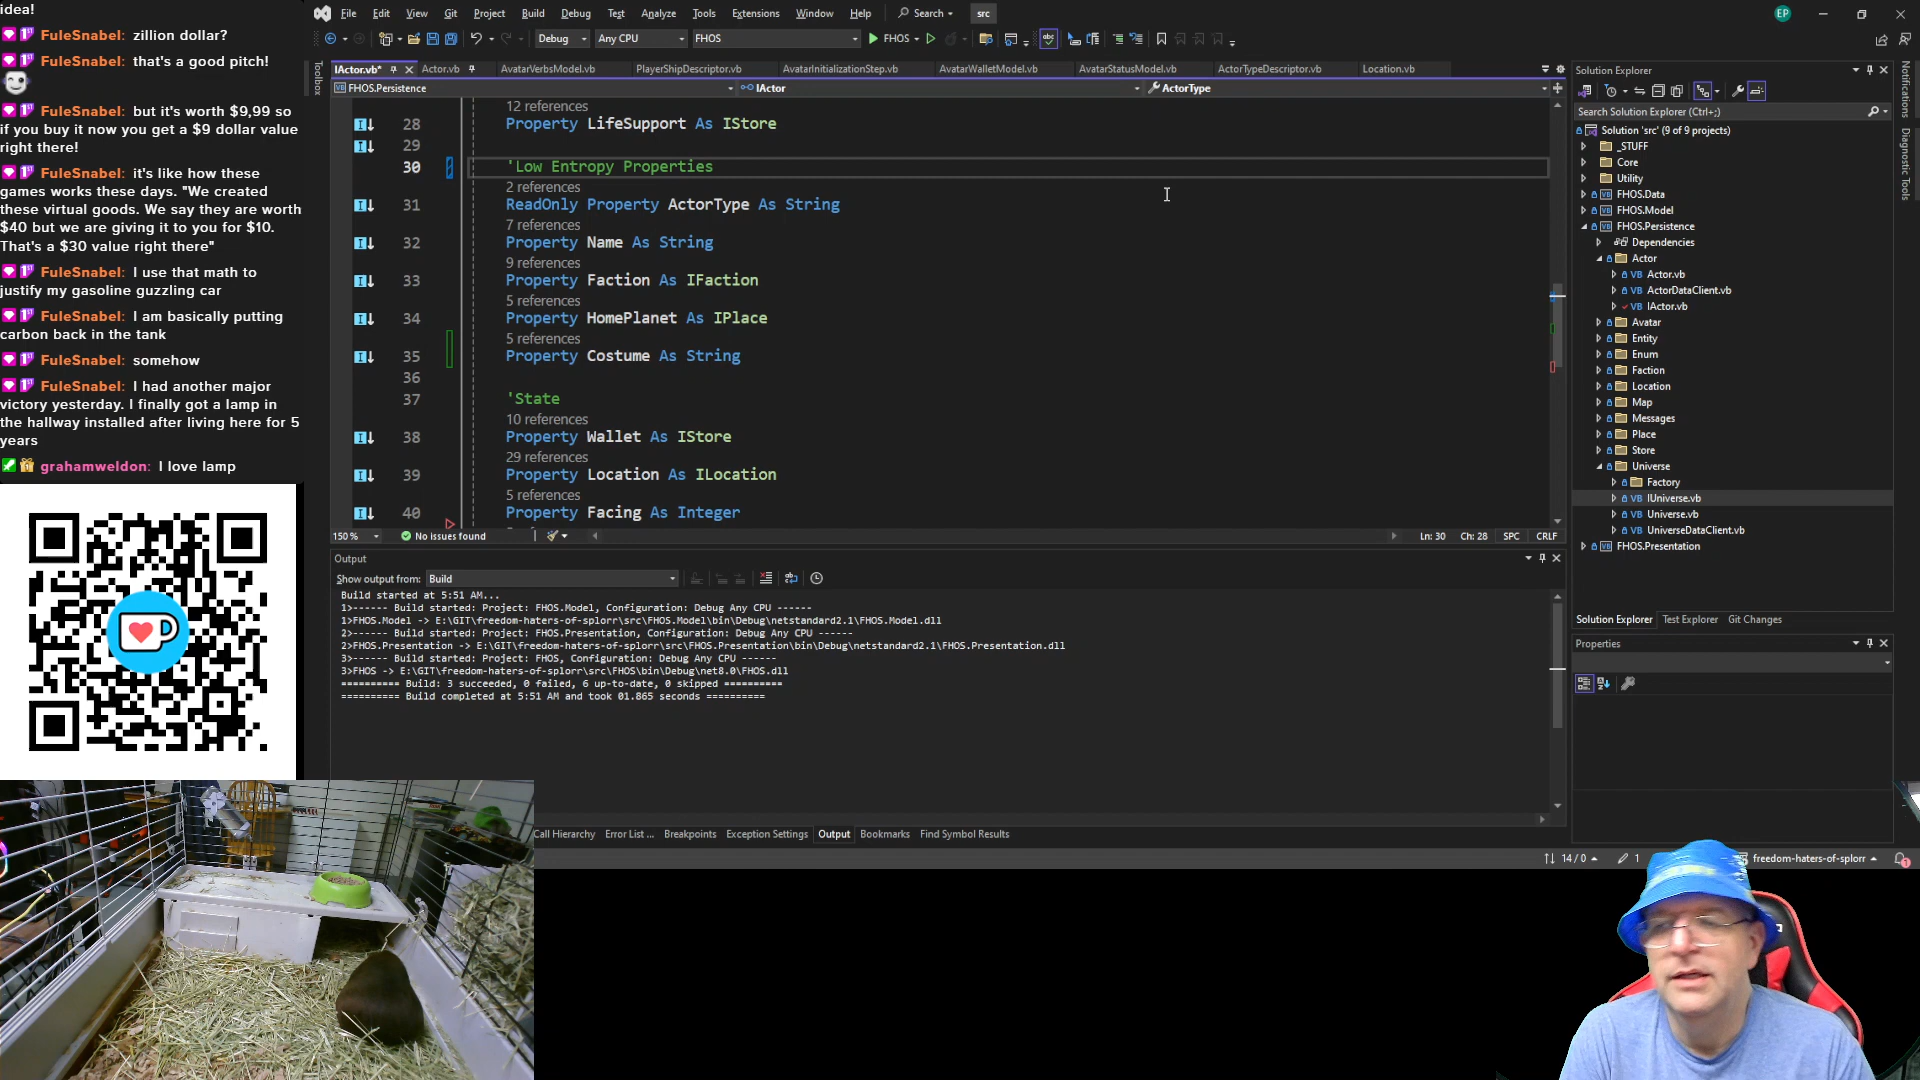 idea!
FuleSnabel: zillion dollar?
FuleSnabel: that's a good pitch!
FuleSnabel: but it's worth $9,99 so
if you buy it now you get a $9 dollar value
right there!
FuleSnabel: it's like how these
games works these days. "We created
these virtual goods. We say they are worth
$40 but we are giving it to you for $10.
That's a $30 value right there"
FuleSnabel: I use that math to
justify my gasoline guzzling car
FuleSnabel: I am basically putting
carbon back in the tank
FuleSnabel: somehow
FuleSnabel: I had another major
victory yesterday. I finally got a lamp in
the hallway installed after living here for 5
years
grahamweldon: I love lamp
File Edit View Git Project Build Debug Test Analyze Tools Extensions Window Help Search src EP
Debug Any CPU FHOS FHOS
Toolbox
IActor.vb* Actor.vb AvatarVerbsModel.vb PlayerShipDescriptor.vb AvatarInitializationStep.vb AvatarWalletModel.vb AvatarStatusModel.vb ActorTypeDescriptor.vb Location.vb
FHOS.Persistence IActor ActorType
12 references
28 Property LifeSupport As IStore
29
30 'Low Entropy Properties
2 references
31 ReadOnly Property ActorType As String
7 references
32 Property Name As String
9 references
33 Property Faction As IFaction
5 references
34 Property HomePlanet As IPlace
5 references
35 Property Costume As String
36
37 'State
10 references
38 Property Wallet As IStore
29 references
39 Property Location As ILocation
5 references
40 Property Facing As Integer
150 % No issues found Ln: 30 Ch: 28 SPC CRLF
Output
Show output from: Build
Build started at 5:51 AM...
1>------ Build started: Project: FHOS.Model, Configuration: Debug Any CPU ------
1>FHOS.Model -> E:\GIT\freedom-haters-of-splorr\src\FHOS.Model\bin\Debug\netstandard2.1\FHOS.Model.dll
2>------ Build started: Project: FHOS.Presentation, Configuration: Debug Any CPU ------
2>FHOS.Presentation -> E:\GIT\freedom-haters-of-splorr\src\FHOS.Presentation\bin\Debug\netstandard2.1\FHOS.Presentation.dll
3>------ Build started: Project: FHOS, Configuration: Debug Any CPU ------
3>FHOS -> E:\GIT\freedom-haters-of-splorr\src\FHOS\bin\Debug\net8.0\FHOS.dll
========== Build: 3 succeeded, 0 failed, 6 up-to-date, 0 skipped ==========
========== Build completed at 5:51 AM and took 01.865 seconds ==========
Call Hierarchy Error List ... Breakpoints Exception Settings Output Bookmarks Find Symbol Results
14 / 0 1 freedom-haters-of-splorr
Solution Explorer
Search Solution Explorer (Ctrl+;)
Solution 'src' (9 of 9 projects)
_STUFF
Core
Utility
FHOS.Data
FHOS.Model
FHOS.Persistence
Dependencies
Actor
Actor.vb
ActorDataClient.vb
IActor.vb
Avatar
Entity
Enum
Faction
Location
Map
Messages
Place
Store
Universe
Factory
IUniverse.vb
Universe.vb
UniverseDataClient.vb
FHOS.Presentation
Solution Explorer Test Explorer Git Changes
Properties
Notifications
Diagnostic Tools